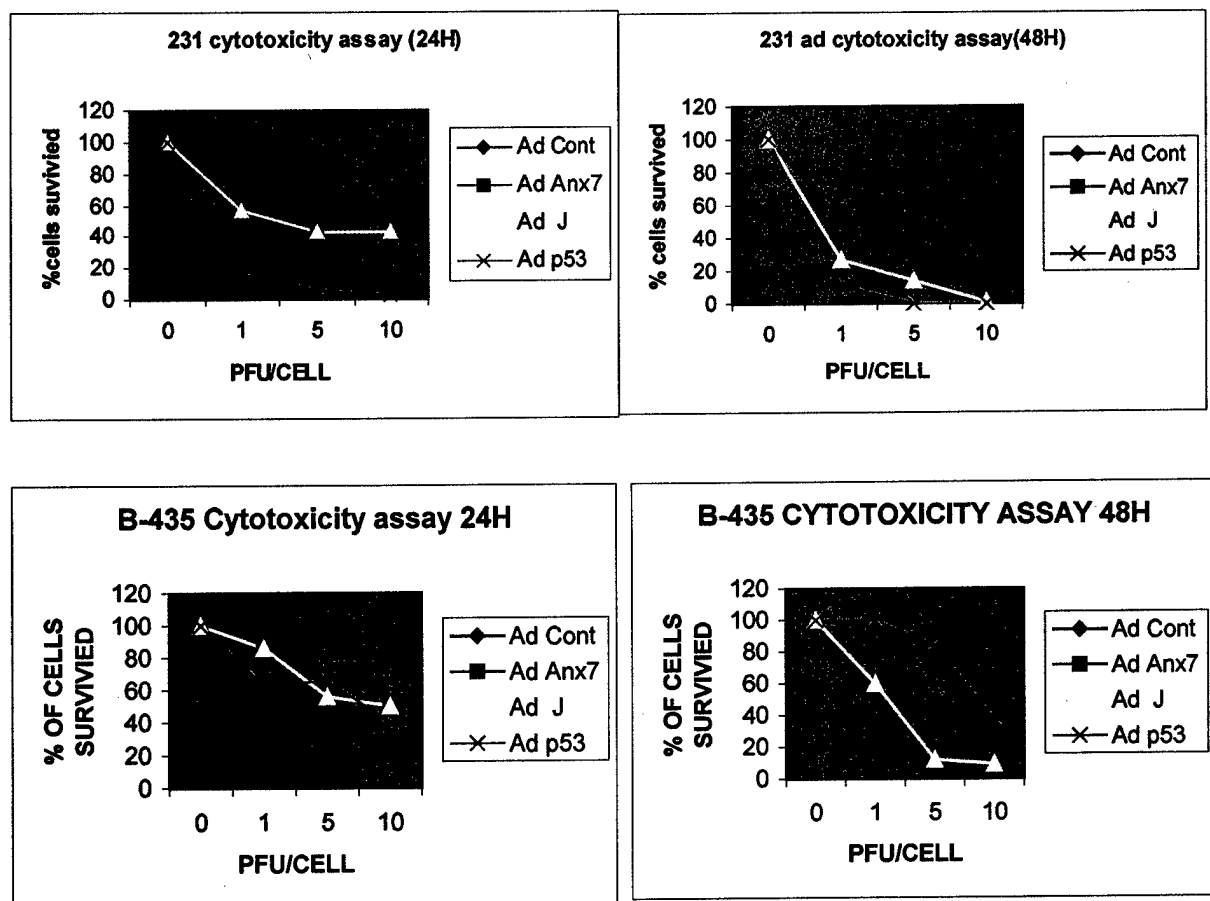 231 cytotoxicity assay (24H)
%cells suvivied
120
100
80
60
40
20
0
0 1 5 10
PFU/CELL
Ad Cont
Ad Anx7
Ad J
Ad p53
231 ad cytotoxicity assay(48H)
% cells survived
120
100
80
60
40
20
0
0 1 5 10
PFU/CELL
Ad Cont
Ad Anx7
Ad J
Ad p53
B-435 Cytotoxicity assay 24H
% OF CELLS
SURVIVIED
120
100
80
60
40
20
0
0 1 5 10
PFU/CELL
Ad Cont
Ad Anx7
Ad J
Ad p53
B-435 CYTOTOXICITY ASSAY 48H
% OF CELLS
SURVIVED
120
100
80
60
40
20
0
0 1 5 10
PFU/CELL
Ad Cont
Ad Anx7
Ad J
Ad p53